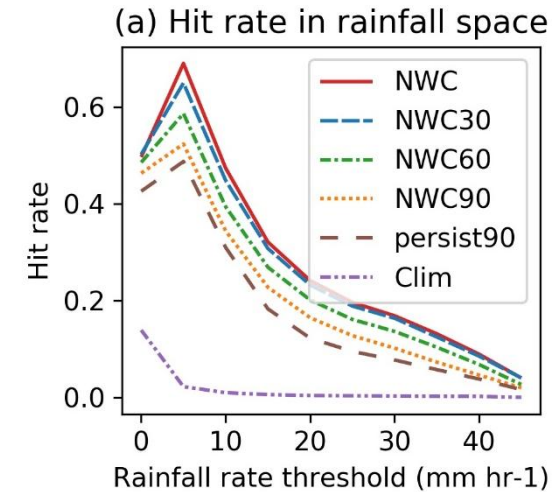 (a) Hit rate in rainfall space
NWC
NWC30
NWC60
NWC90
persist90
Clim
Hit rate
0.6
0.4
0.2
0.0
0 10 20 30 40
Rainfall rate threshold (mm hr-1)